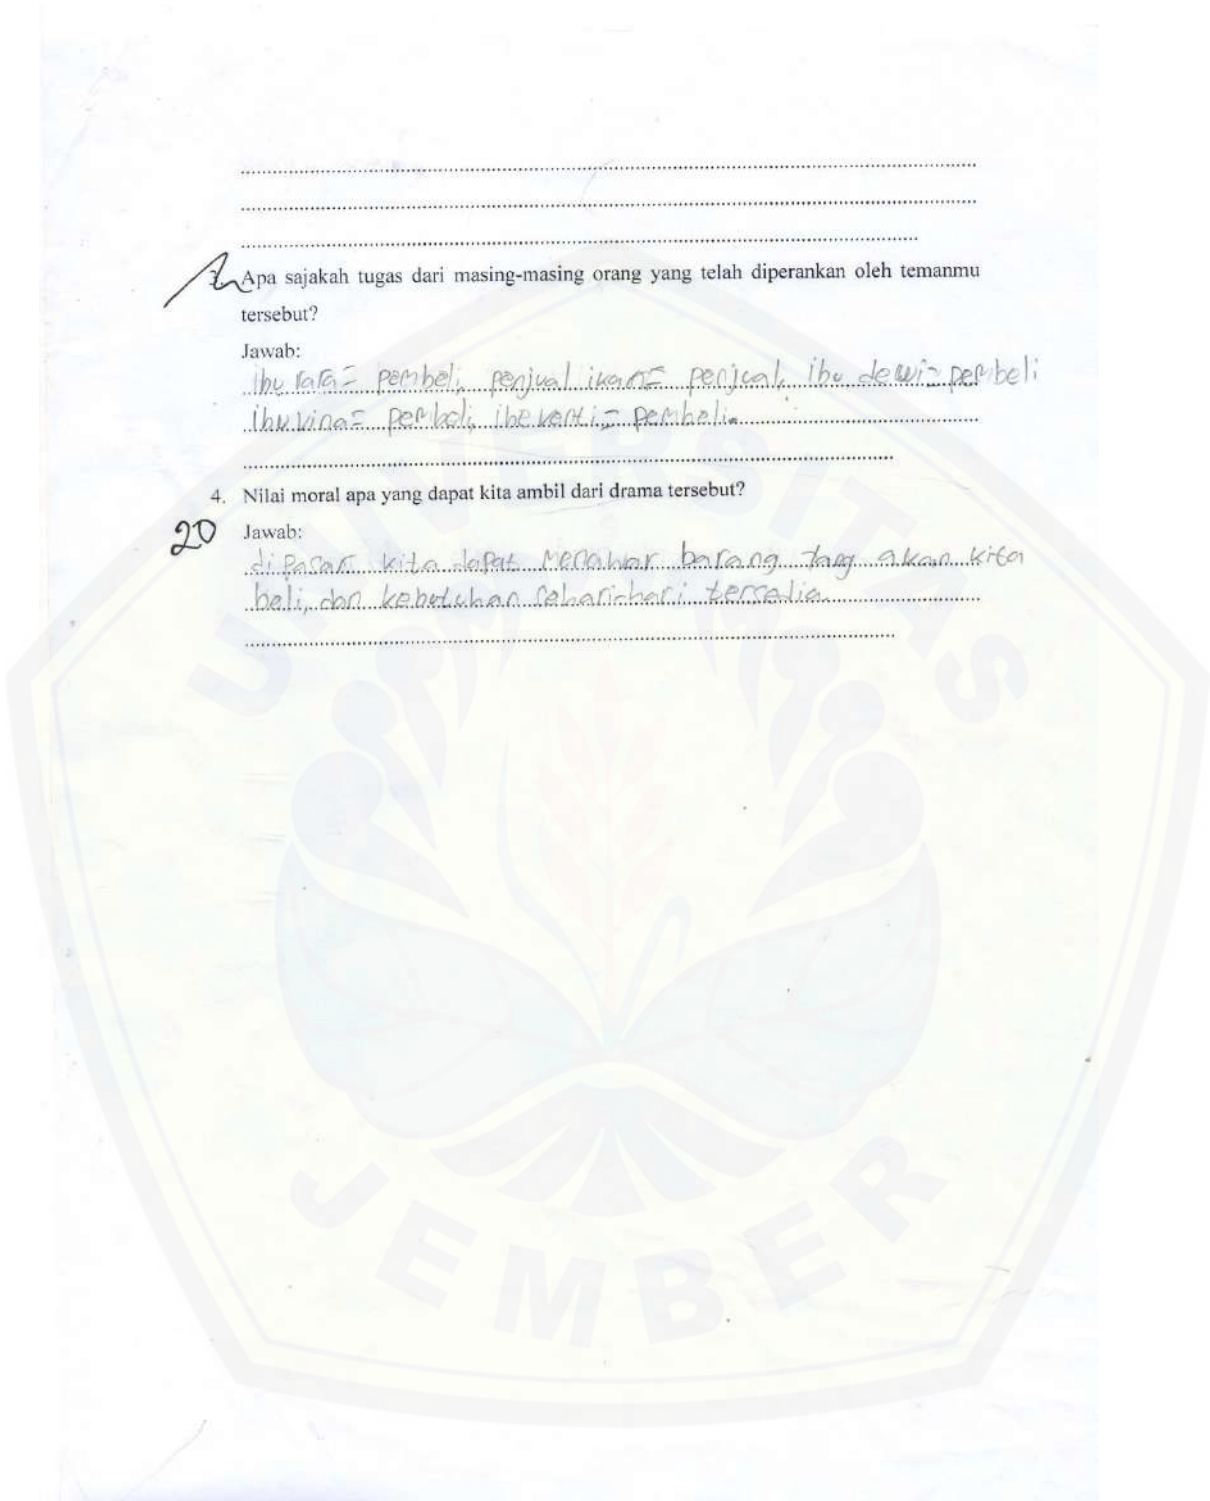 Apa sajakah tugas dari masing-masing orang yang telah diperankan oleh temanmu
tersebut?
Jawab:
ibu rara= pembeli, penjual ikan= penjual, ibu dewi= pembeli
ibu vina= pembeli, ibu = pembeli.
4. Nilai moral apa yang dapat kita ambil dari drama tersebut?
20 Jawab:
di Pasar kita dapat menawar barang yang akan kita
beli, dan kebutuhan sehari-hari tersedia.
UNIVERSITAS
JEMBER